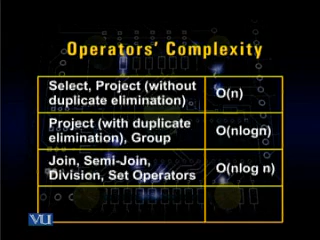 Operators' Complexity
Select, Project (without
duplicate elimination)
O(n)
Project (with duplicate
elimination), Group
O(nlogn)
Join, Semi-Join,
Division, Set Operators
O(nlog n)
VU